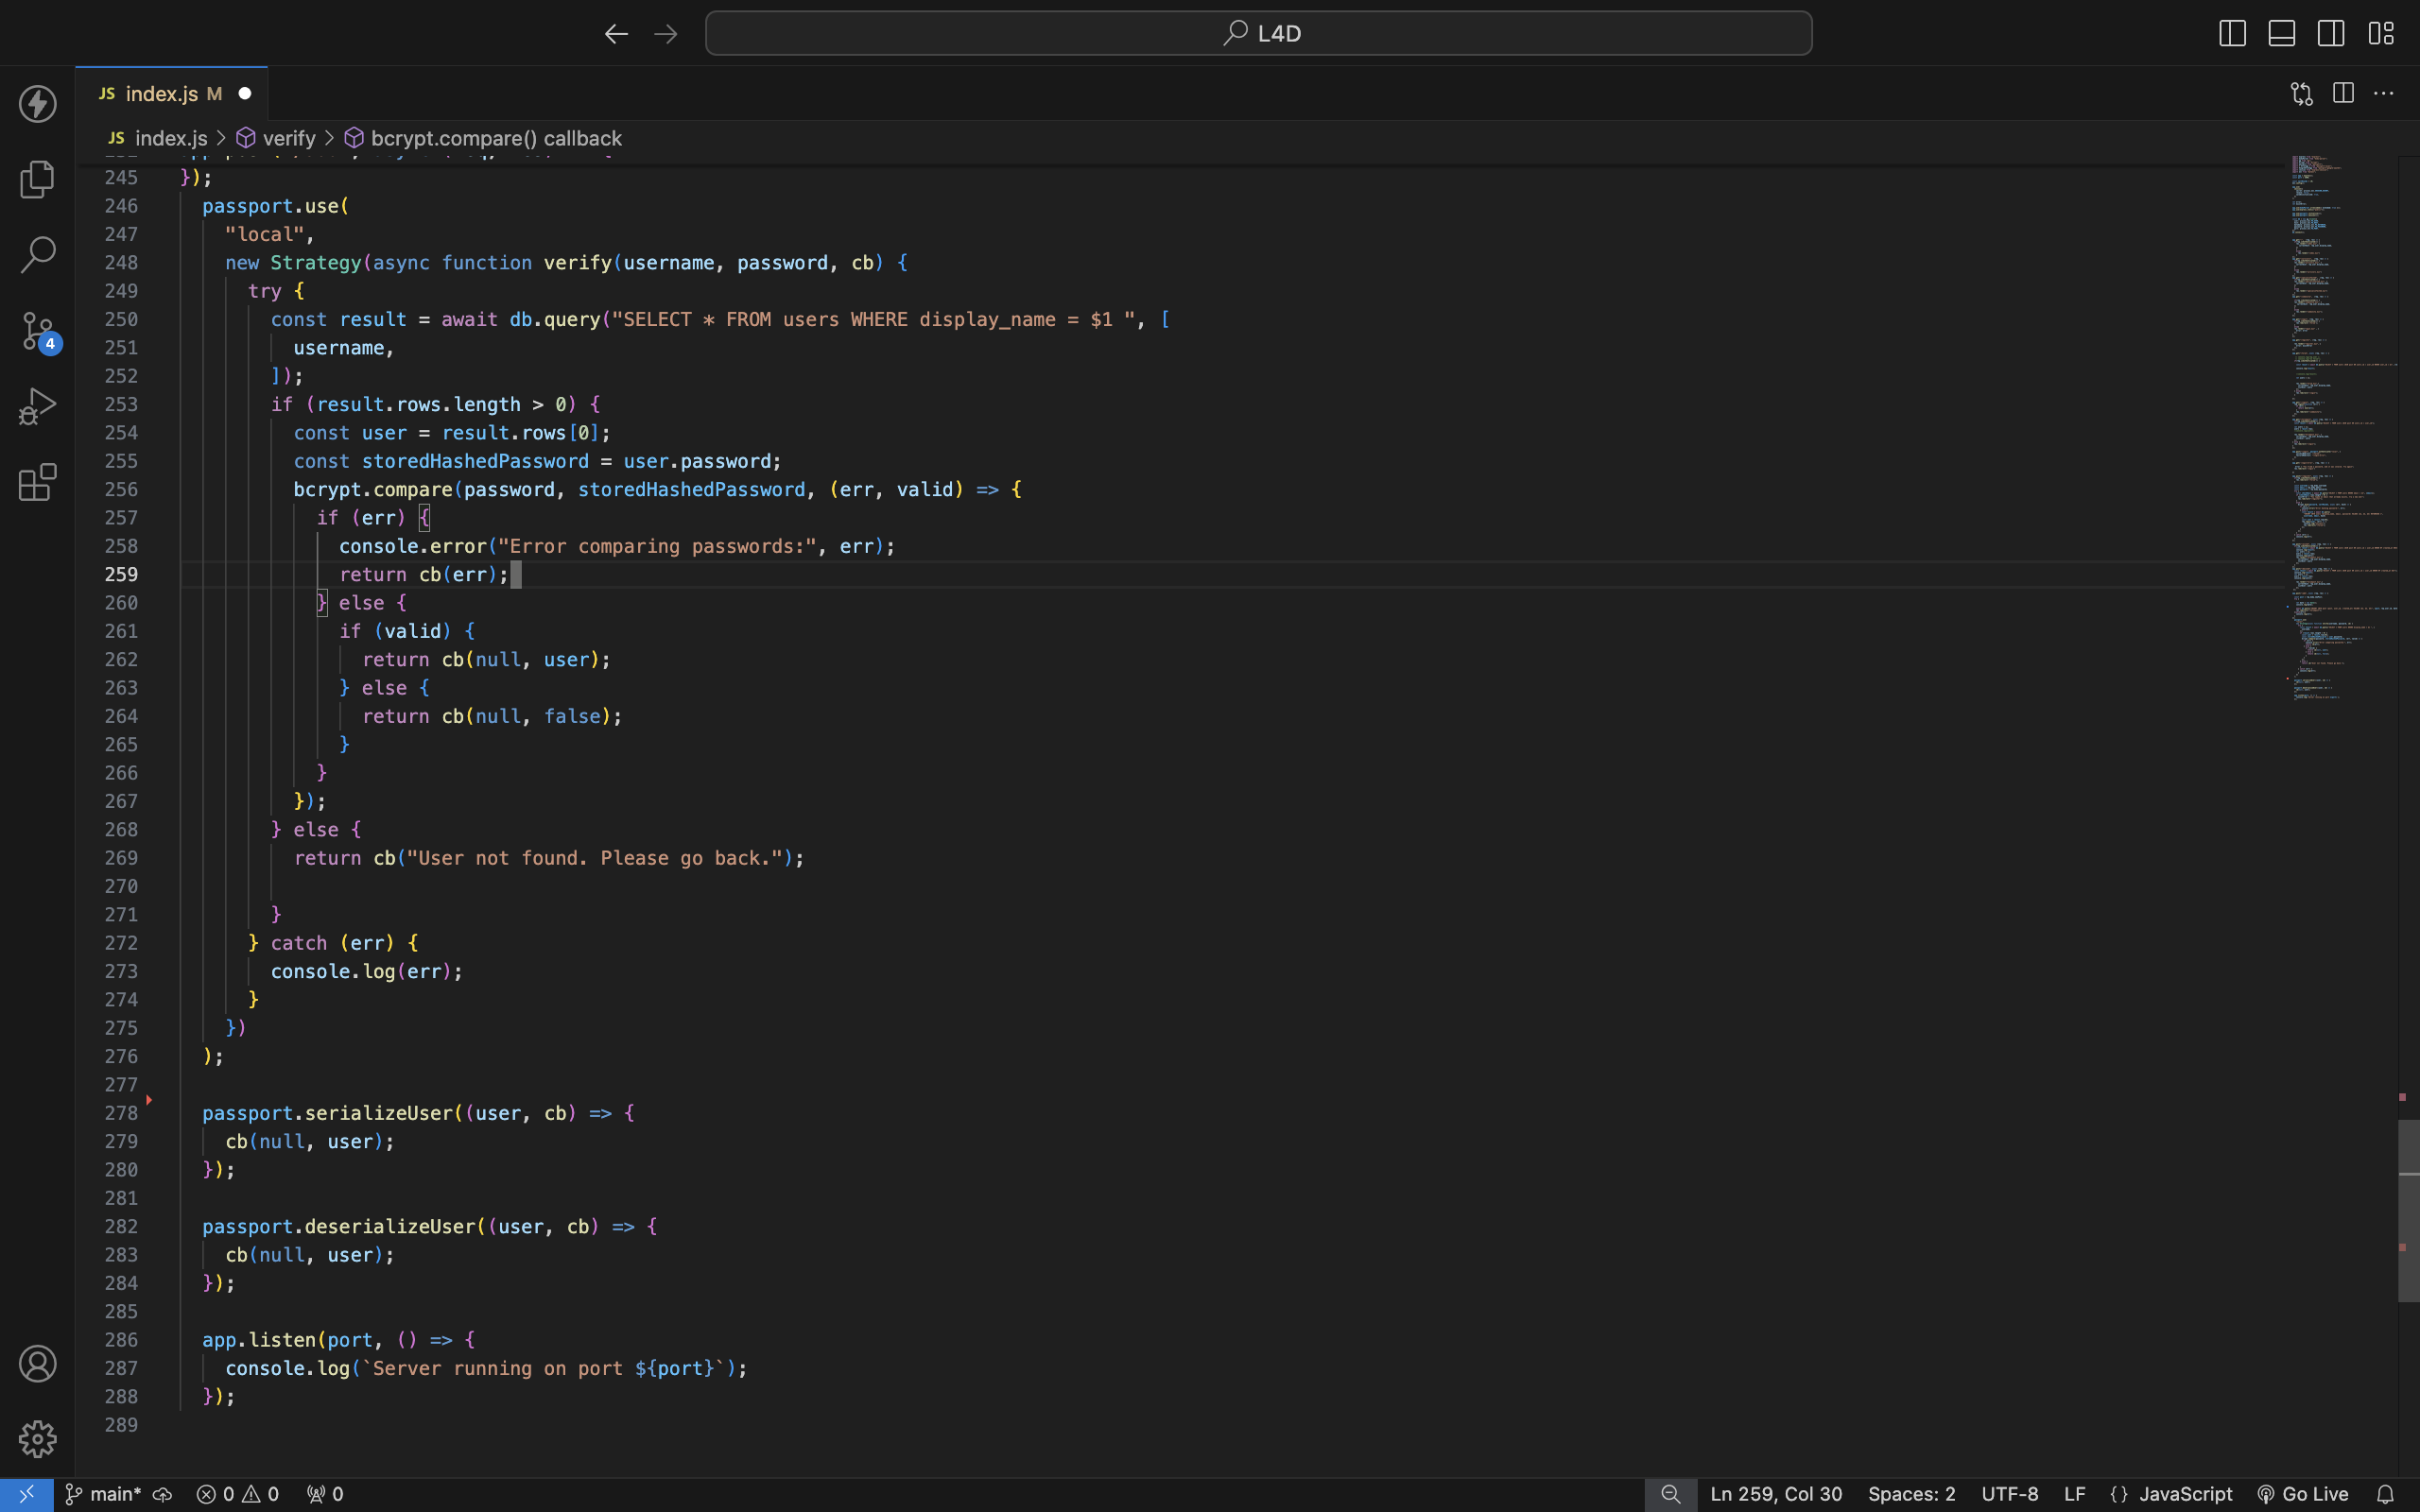 L4D
JS index.js M
JS index.js > verify > bcrypt.compare() callback
245 });
246 passport.use(
247 "local",
248 new Strategy(async function verify(username, password, cb) {
249 try {
250 const result = await db.query("SELECT * FROM users WHERE display_name = $1 ", [
251 username,
252 ]);
253 if (result.rows.length > 0) {
254 const user = result.rows[0];
255 const storedHashedPassword = user.password;
256 bcrypt.compare(password, storedHashedPassword, (err, valid) => {
257 if (err) {
258 console.error("Error comparing passwords:", err);
259 return cb(err);
260 } else {
261 if (valid) {
262 return cb(null, user);
263 } else {
264 return cb(null, false);
265 }
266 }
267 });
268 } else {
269 return cb("User not found. Please go back.");
270
271 }
272 } catch (err) {
273 console.log(err);
274 }
275 })
276 );
277
278 passport.serializeUser((user, cb) => {
279 cb(null, user);
280 });
281
282 passport.deserializeUser((user, cb) => {
283 cb(null, user);
284 });
285
286 app.listen(port, () => {
287 console.log(`Server running on port ${port}`);
288 });
289
4
main* 0 0 0 Ln 259, Col 30 Spaces: 2 UTF-8 LF {} JavaScript Go Live